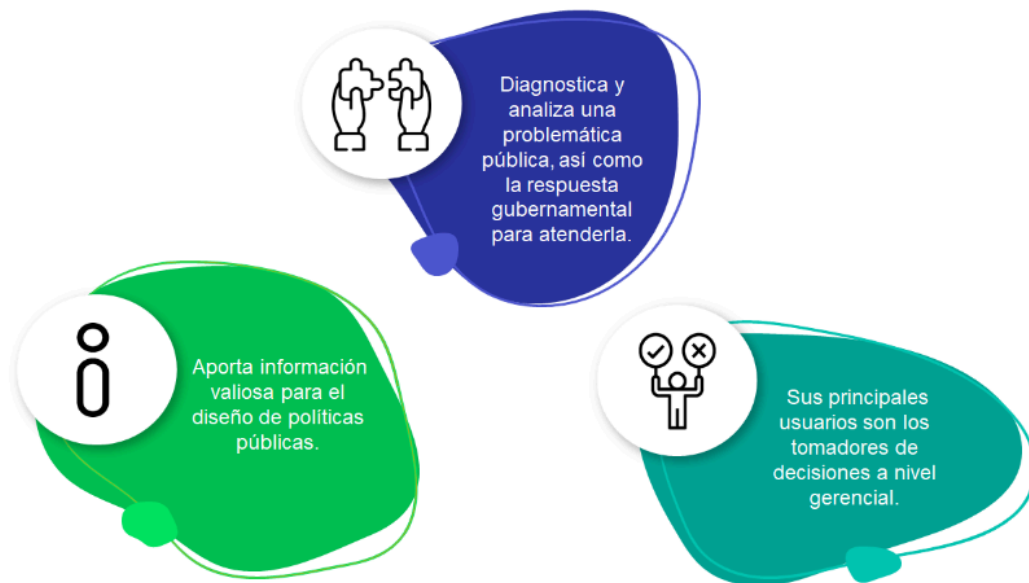 Diagnostica y
analiza una
problemática
pública, así como
la respuesta
gubernamental
para atenderla.
Aporta información
valiosa para el
diseño de políticas
públicas.
Sus principales
usuarios son los
tomadores de
decisiones a nivel
gerencial.